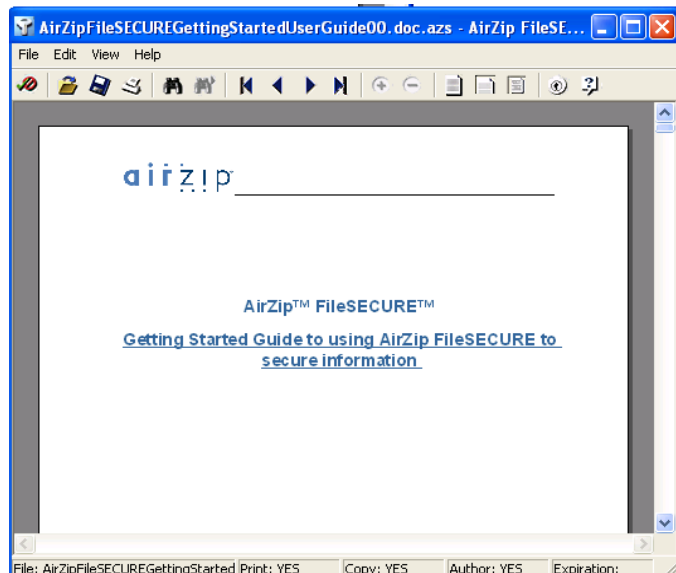 AirZipFileSECUREGettingStartedUserGuide00.doc.azs - AirZip FileSE...
File Edit View Help
airzip
AirZip™ FileSECURE™
Getting Started Guide to using AirZip FileSECURE to
secure information
File: AirZipFileSECUREGettingStarted Print: YES Copy: YES Author: YES Expiration: